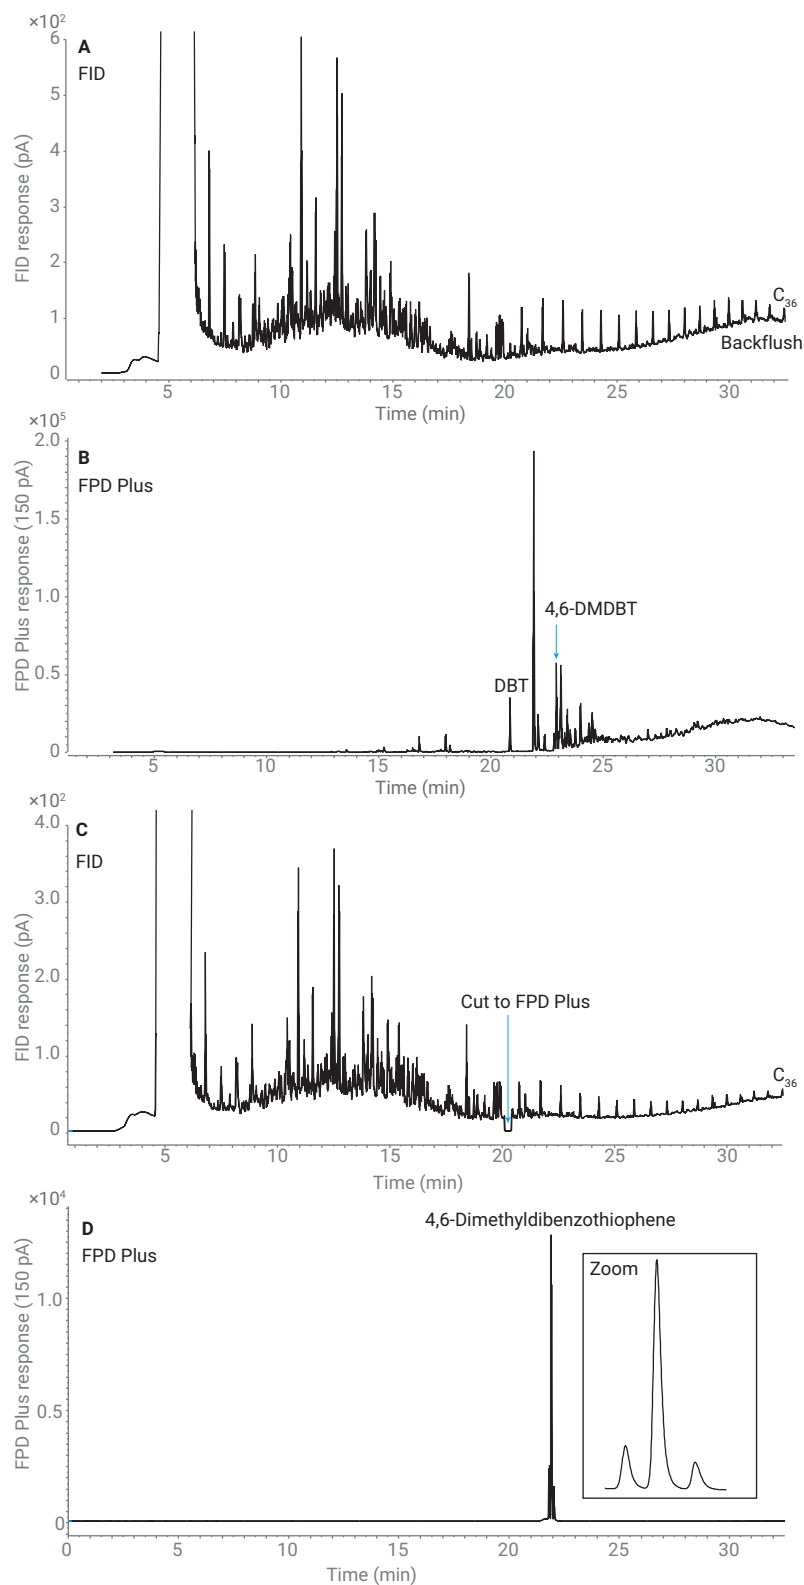 ×10²
A
FID
6
5
4
3
2
1
0
FID response (pA)
C₃₆
Backflush
5 10 15 20 25 30
Time (min)
×10⁵
B
FPD Plus
2.0
1.5
1.0
0.5
0
FPD Plus response (150 pA)
4,6-DMDBT
DBT
5 10 15 20 25 30
Time (min)
×10²
C
FID
4.0
3.0
2.0
1.0
0
FID response (pA)
Cut to FPD Plus
C₃₆
5 10 15 20 25 30
Time (min)
×10⁴
D
FPD Plus
4,6-Dimethyldibenzothiophene
Zoom
1.0
0.5
0
FPD Plus response (150 pA)
0 5 10 15 20 25 30
Time (min)